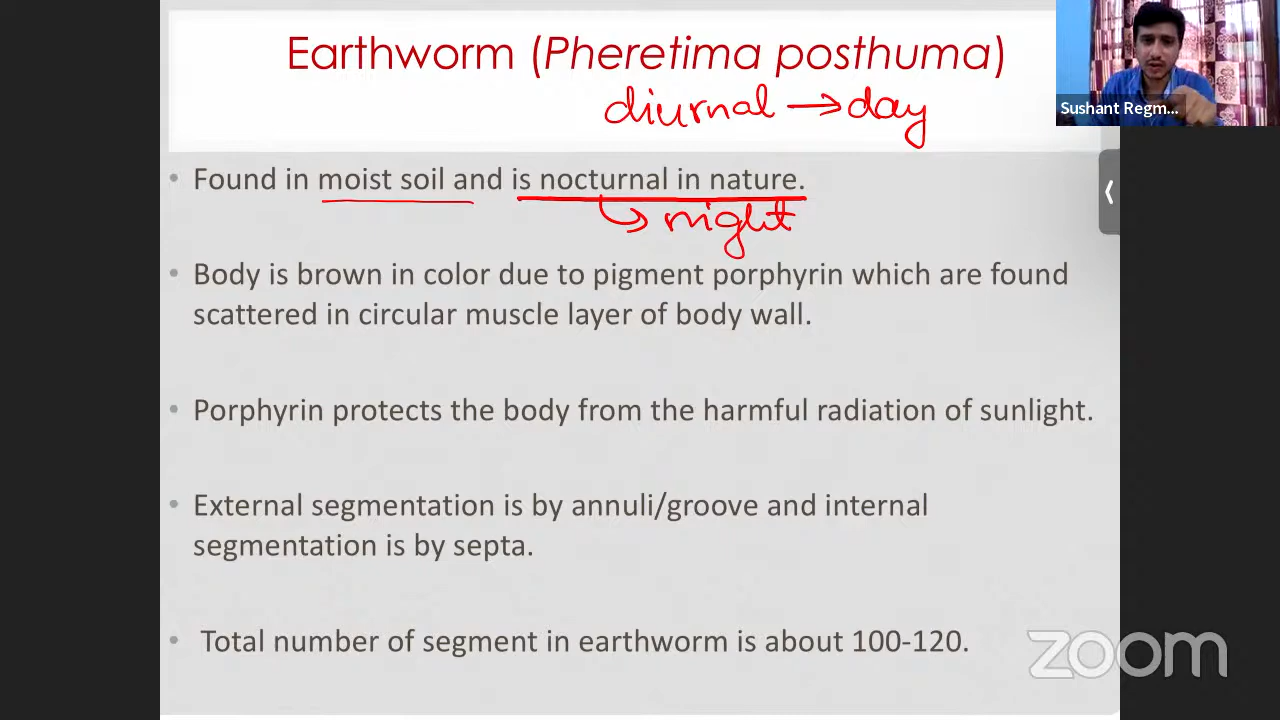 Earthworm (Pheretima posthuma)
diurnal → day
Sushant Regm...
• Found in moist soil and is nocturnal in nature.
night
• Body is brown in color due to pigment porphyrin which are found
scattered in circular muscle layer of body wall.
• Porphyrin protects the body from the harmful radiation of sunlight.
• External segmentation is by annuli/groove and internal
segmentation is by septa.
• Total number of segment in earthworm is about 100-120.
zoom